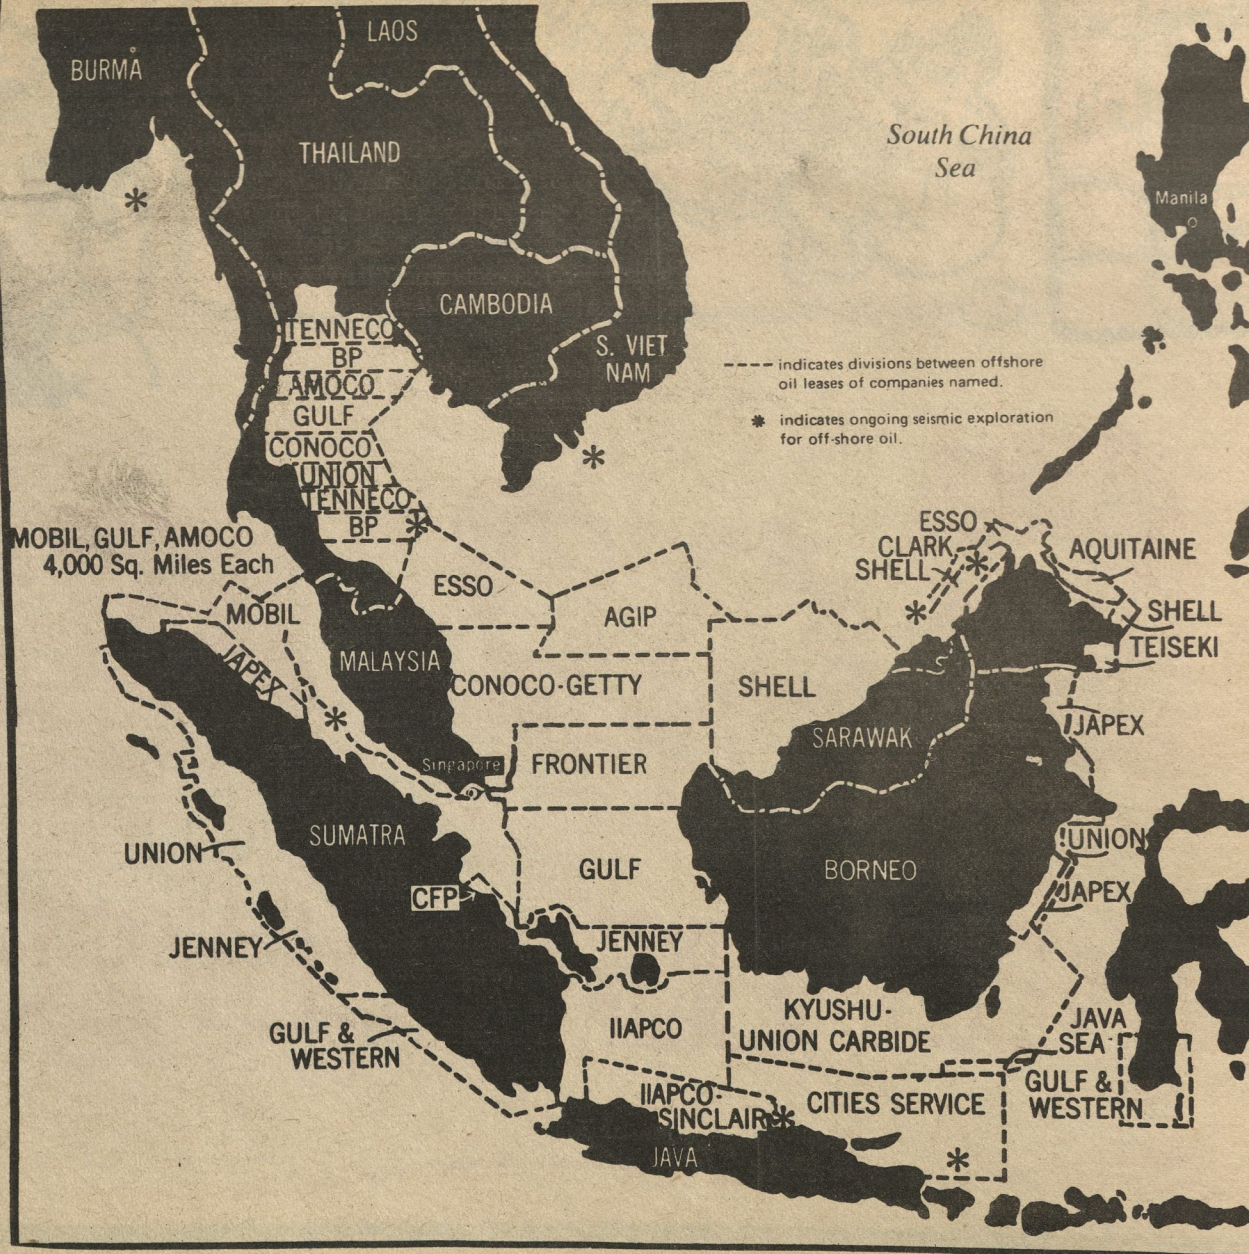 LAOS
BURMA
South China
Sea
THAILAND
Manila
CAMBODIA
TENNECO
S. VIET
NAM
BP
indicates divisions between offshore
oil leases of companies named.
AMOCO
GULF
* indicates ongoing seismic exploration
for off-shore oil.
CONOCO
*
UNION
TENNECO
BP
*
MOBIL, GULF, AMOCO
4,000 Sq. Miles Each
ESSO
CLARK
SHELL
AQUITAINE
ESSO
MOBIL
AGIP
SHELL
TEISEKI
JAPEX
MALAYSIA
CONOCO-GETTY
SHELL
JAPEX
SARAWAK
Singapore
FRONTIER
SUMATRA
UNION
UNION
GULF
BORNEO
CFP
JAPEX
JENNEY
JENNEY
KYUSHU-
UNION CARBIDE
IIAPCO
JAVA
SEA
GULF &
WESTERN
GULF &
WESTERN
IIAPCO-
SINCLAIR
CITIES SERVICE
JAVA